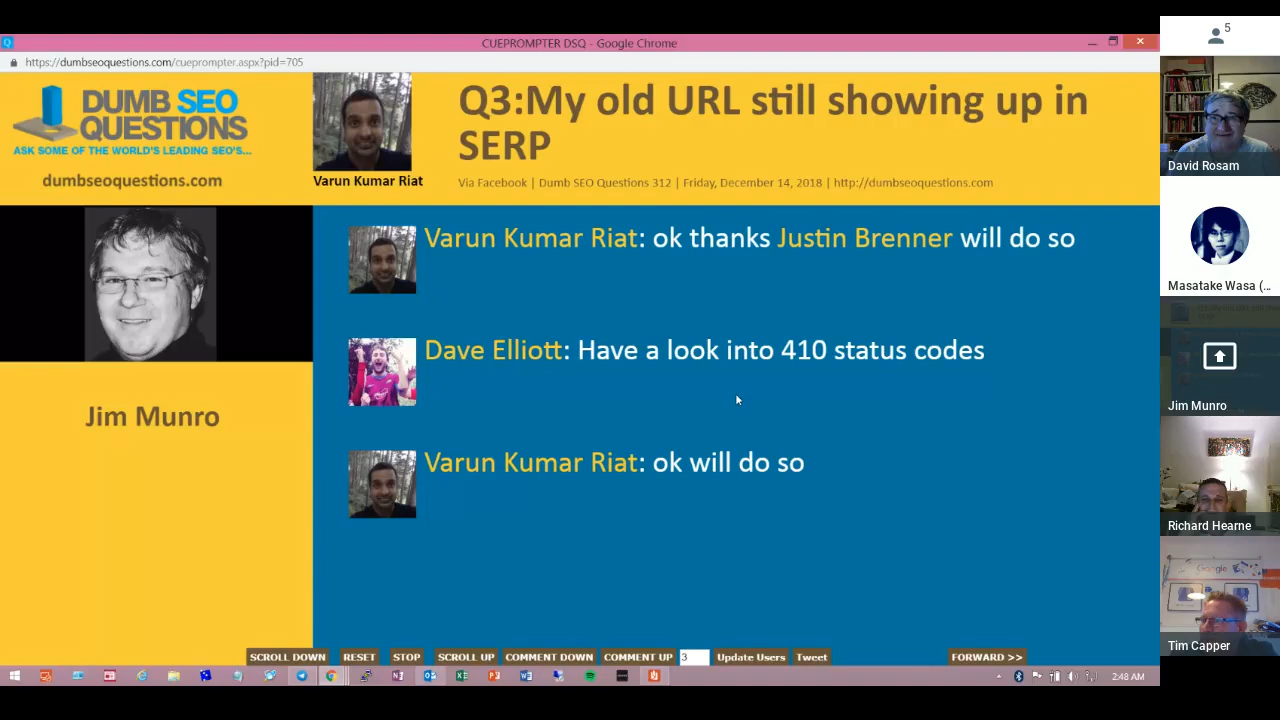 CUEPROMPTER DSQ - Google Chrome
https://dumbseoquestions.com/cueprompter.aspx?pid=705
DUMB SEO
QUESTIONS
ASK SOME OF THE WORLD'S LEADING SEO'S...
dumbseoquestions.com
Varun Kumar Riat
Q3:My old URL still showing up in
SERP
Via Facebook | Dumb SEO Questions 312 | Friday, December 14, 2018 | http://dumbseoquestions.com
Jim Munro
Varun Kumar Riat: ok thanks Justin Brenner will do so
Dave Elliott: Have a look into 410 status codes
Varun Kumar Riat: ok will do so
SCROLL DOWN RESET STOP SCROLL UP COMMENT DOWN COMMENT UP 3 Update Users Tweet FORWARD >>
2:48 AM
5
David Rosam
Masatake Wasa (...
Jim Munro
Richard Hearne
Google
Tim Capper